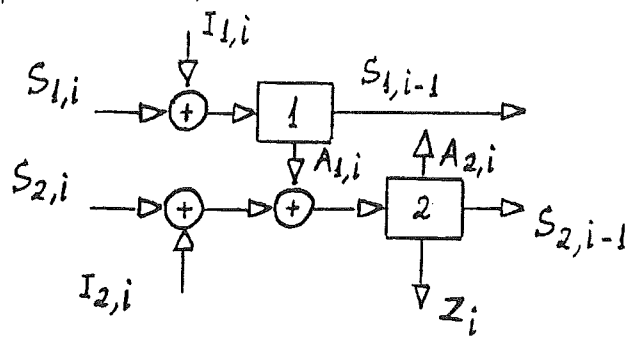 I1,i
S1,i
+
1
S1,i-1
A1,i
A2,i
S2,i
+
+
2
S2,i-1
I2,i
Zi